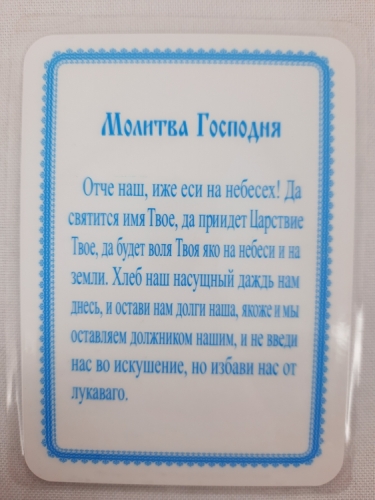 Молитва Господня
Отче наш, иже еси на небесех! Да
святится имя Твое, да приидет Царствие
Твое, да будет воля Твоя яко на небеси и на
земли. Хлеб наш насущный даждь нам
днесь, и остави нам долги наша, якоже и мы
оставляем должником нашим, и не введи
нас во искушение, но избави нас от
лукаваго.